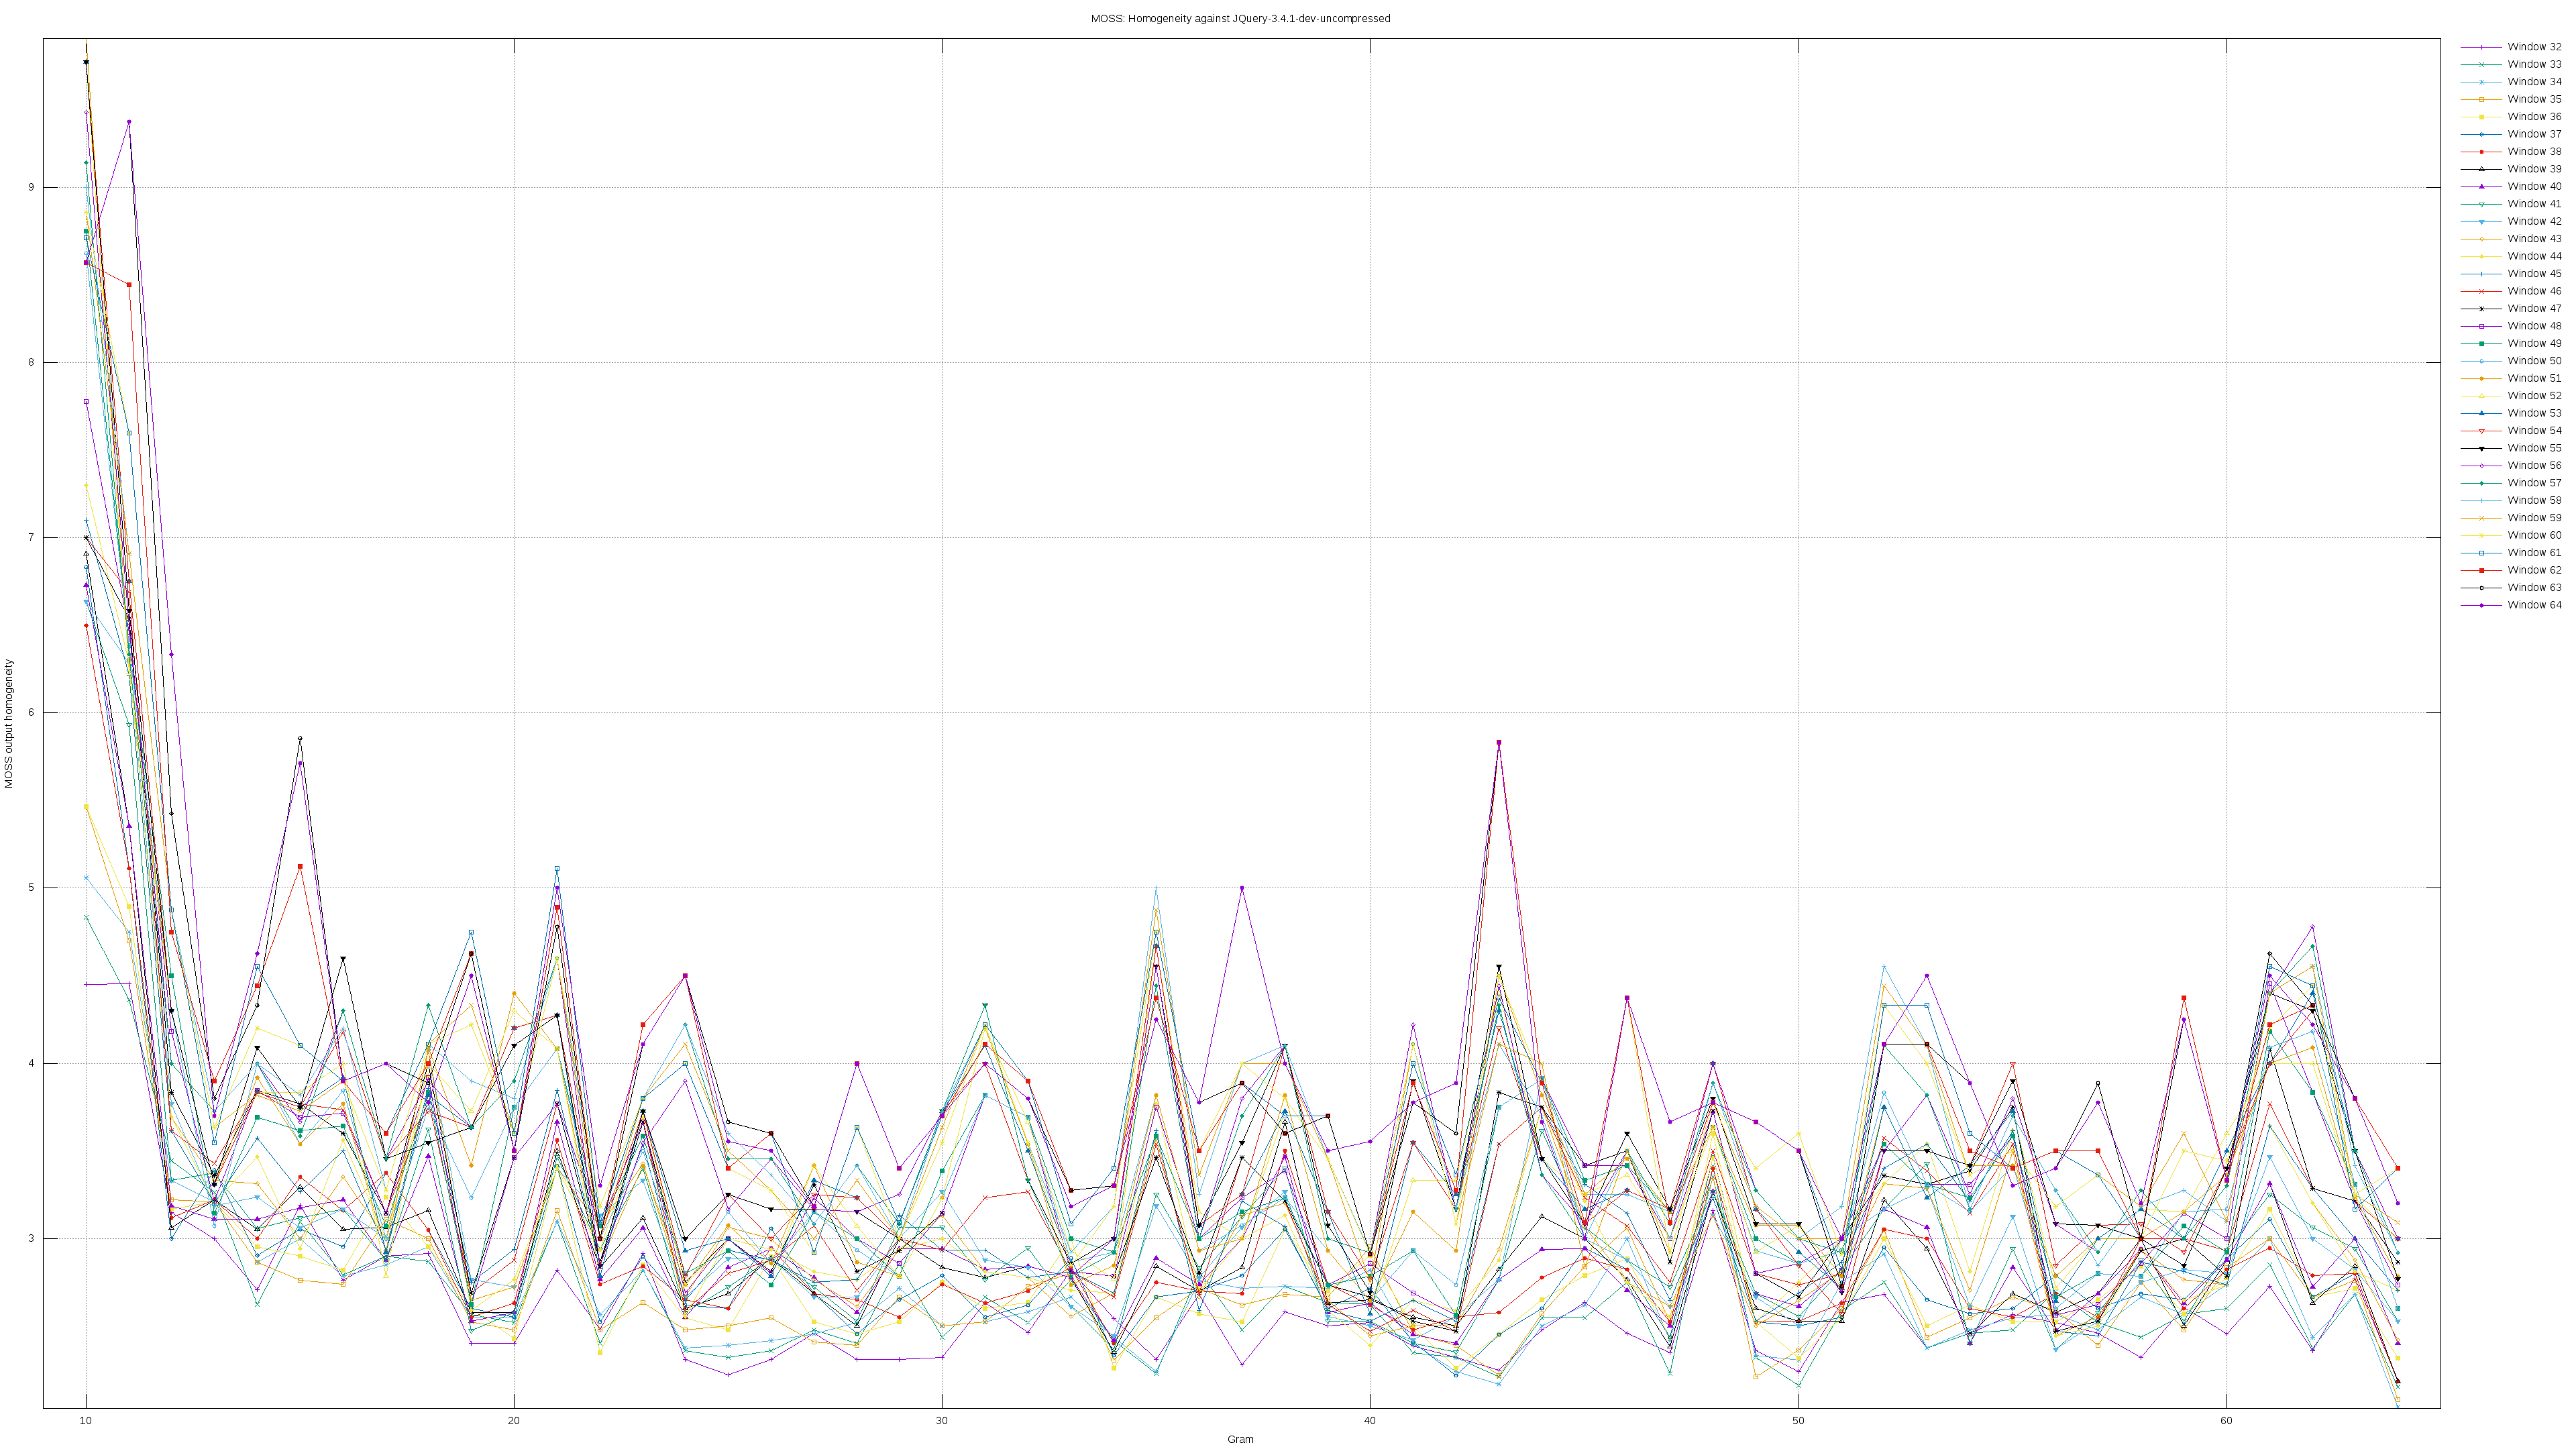 MOSS: Homogeneity against JQuery-3.4.1-dev-uncompressed
Window 32
Window 33
Window 34
Window 35
Window 36
Window 37
Window 38
Window 39
Window 40
Window 41
Window 42
Window 43
Window 44
Window 45
Window 46
Window 47
Window 48
Window 49
Window 50
Window 51
Window 52
Window 53
Window 54
Window 55
Window 56
Window 57
Window 58
Window 59
Window 60
Window 61
Window 62
Window 63
Window 64
MOSS output homogeneity
9
8
7
6
5
4
3
10 20 30 40 50 60
Gram